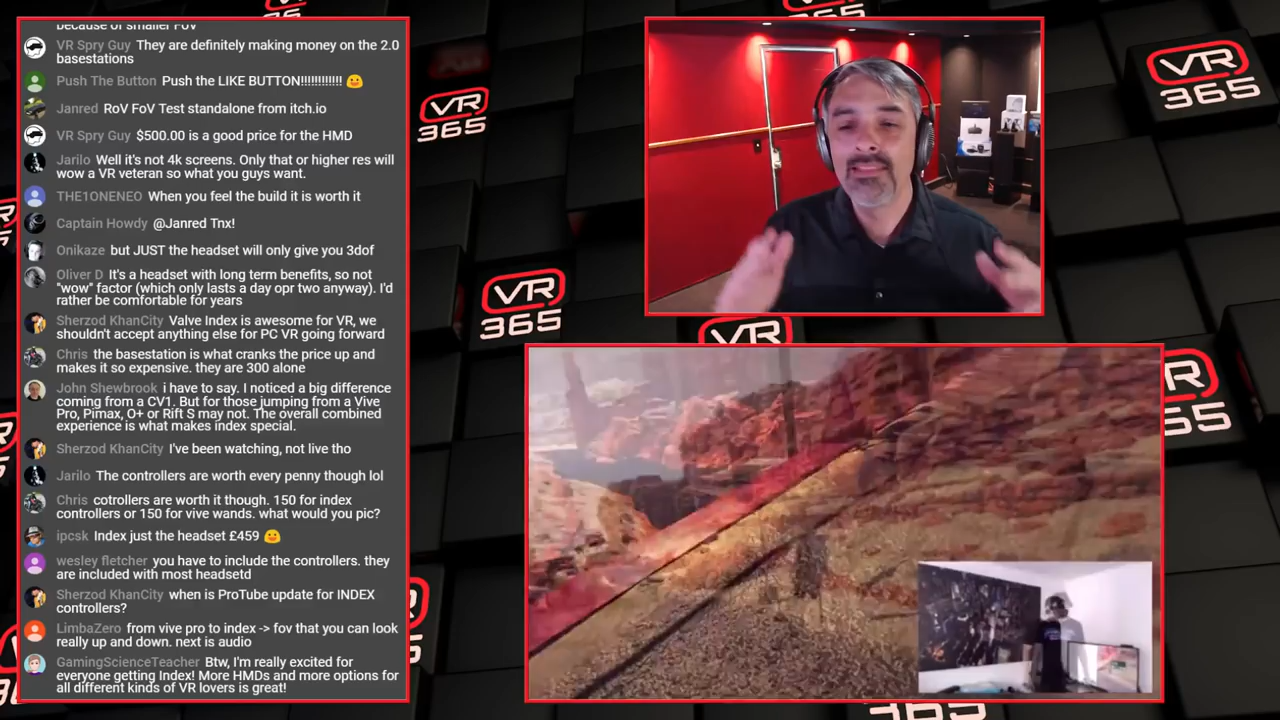 because of smaller FoV
VR Spry Guy They are definitely making money on the 2.0
basestations
Push The Button Push the LIKE BUTTON!!!!!!!!!!!!
Janred RoV FoV Test standalone from itch.io
VR Spry Guy $500.00 is a good price for the HMD
Jarilo Well it's not 4k screens. Only that or higher res will
wow a VR veteran so what you guys want.
THE1ONENEO When you feel the build it is worth it
Captain Howdy @Janred Tnx!
Onikaze but JUST the headset will only give you 3dof
Oliver D It's a headset with long term benefits, so not
"wow" factor (which only lasts a day opr two anyway). I'd
rather be comfortable for years
Sherzod KhanCity Valve Index is awesome for VR, we
shouldn't accept anything else for PC VR going forward
Chris the basestation is what cranks the price up and
makes it so expensive. they are 300 alone
John Shewbrook i have to say. I noticed a big difference
coming from a CV1. But for those jumping from a Vive
Pro, Pimax, O+ or Rift S may not. The overall combined
experience is what makes index special.
Sherzod KhanCity I've been watching, not live tho
Jarilo The controllers are worth every penny though lol
Chris cotrollers are worth it though. 150 for index
controllers or 150 for vive wands. what would you pic?
ipcsk Index just the headset £459
wesley fletcher you have to include the controllers. they
are included with most headsetd
Sherzod KhanCity when is ProTube update for INDEX
controllers?
LimbaZero from vive pro to index -> fov that you can look
really up and down. next is audio
GamingScienceTeacher Btw, I'm really excited for
everyone getting Index! More HMDs and more options for
all different kinds of VR lovers is great!
VR
365
VR
365
VR
365
VR
365
365